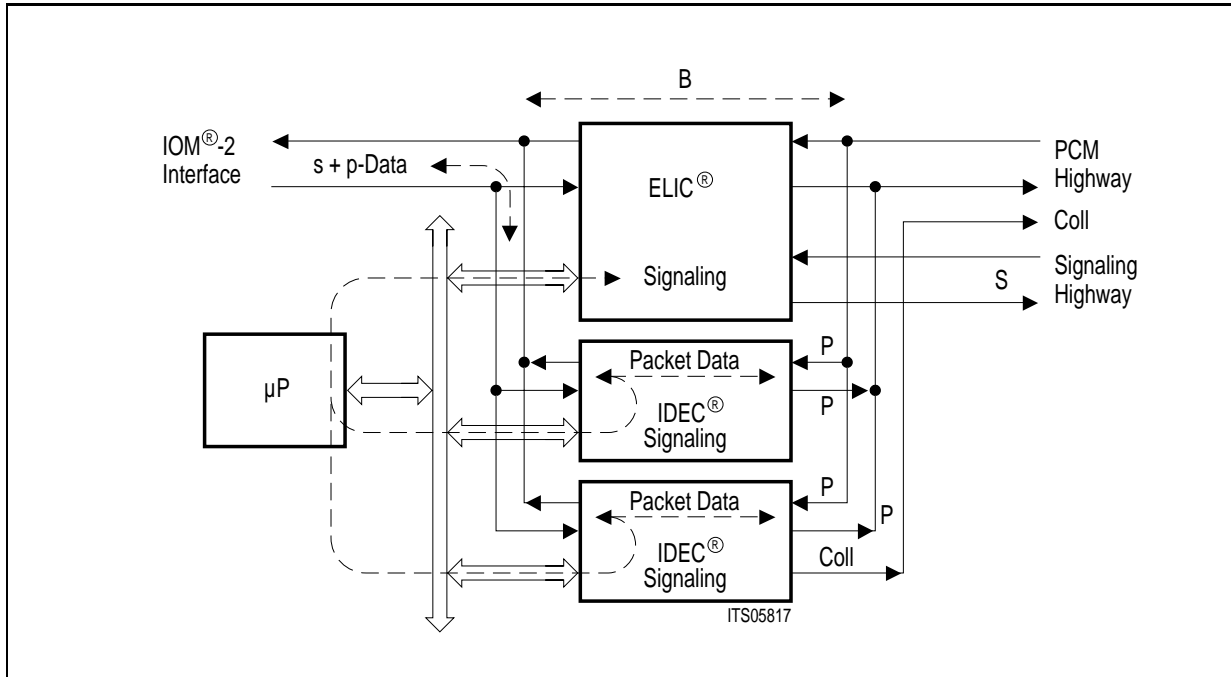 B
IOM®-2
Interface
s + p-Data
ELIC®
PCM
Highway
Coll
Signaling
Signaling
Highway
S
µP
Packet Data
P
IDEC®
Signaling
P
Packet Data
P
P
IDEC®
Signaling
Coll
ITS05817